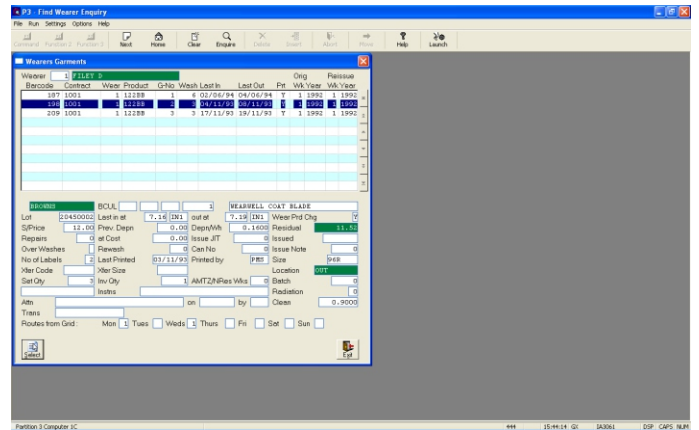 P3 - Find Wearer Enquiry
File Run Settings Options Help
Command Function 2 Function 3 Next Home Clear Enquire Delete Insert Abort Move Help Launch
Wearers Garments
Wearer 1 FILEY D Orig Reissue
Barcode Contract Wear Product G-No Wash Last In Last Out Prt Wk Year Wk Year
187 1001 1 122BB 1 6 02/06/94 04/06/94 Y 1 1992 1 1992
198 1001 1 122BB 2 3 04/11/93 08/11/93 Y 1 1992 1 1992
209 1001 1 122BB 3 3 17/11/93 19/11/93 Y 1 1992 1 1992
BROWNS BCUL 1 WEARWELL COAT BLADE
Lot 20450002 Last in at 7.16 IN1 out at 7.19 IN1 Wear Prd Chg Y
S/Price 12.00 Prev. Depn 0.00 Depn/Wk 0.1600 Residual 11.52
Repairs 0 at Cost 0.00 Issue JIT 0 Issued
Over Washes Rewash 0 Can No 0 Issue Note 0
No of Labels 2 Last Printed 03/11/93 Printed by PMS Size 96R
Xfer Code Xfer Size Location OUT
Set Qty 3 Inv Qty 1 AMTZ/NRes Wks 0 Batch 0
Instns Radiation 0
Attn on by Clean 0.9000
Trans
Routes from Grid: Mon 1 Tues Weds 1 Thurs Fri Sat Sun
Select Exit
Partition 3 Computer 1C 15:44:14 GX IA3061 DSP CAPS NUM